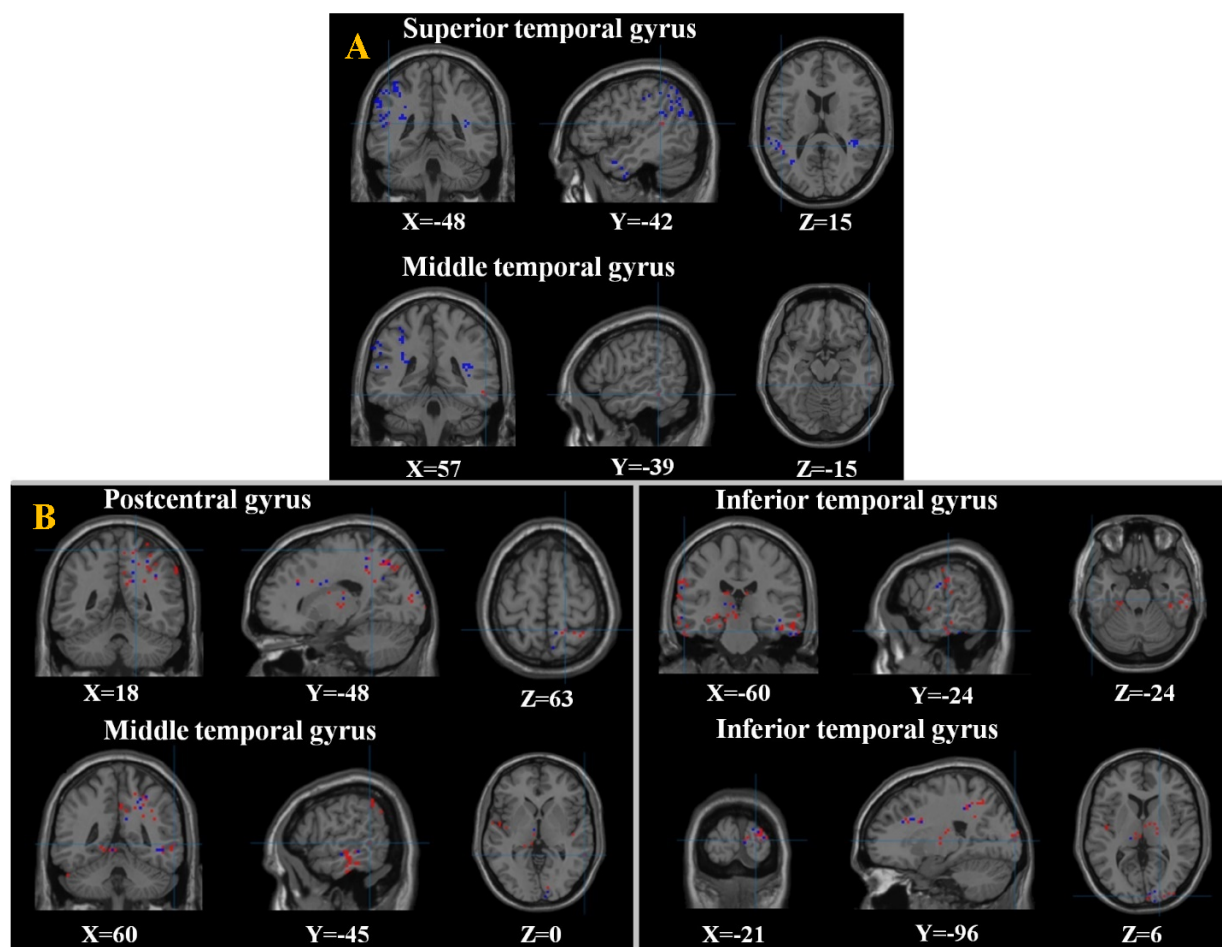 A
Superior temporal gyrus
X=-48 Y=-42 Z=15
Middle temporal gyrus
X=57 Y=-39 Z=-15
B
Postcentral gyrus
X=18 Y=-48 Z=63
Middle temporal gyrus
X=60 Y=-45 Z=0
Inferior temporal gyrus
X=-60 Y=-24 Z=-24
Inferior temporal gyrus
X=-21 Y=-96 Z=6